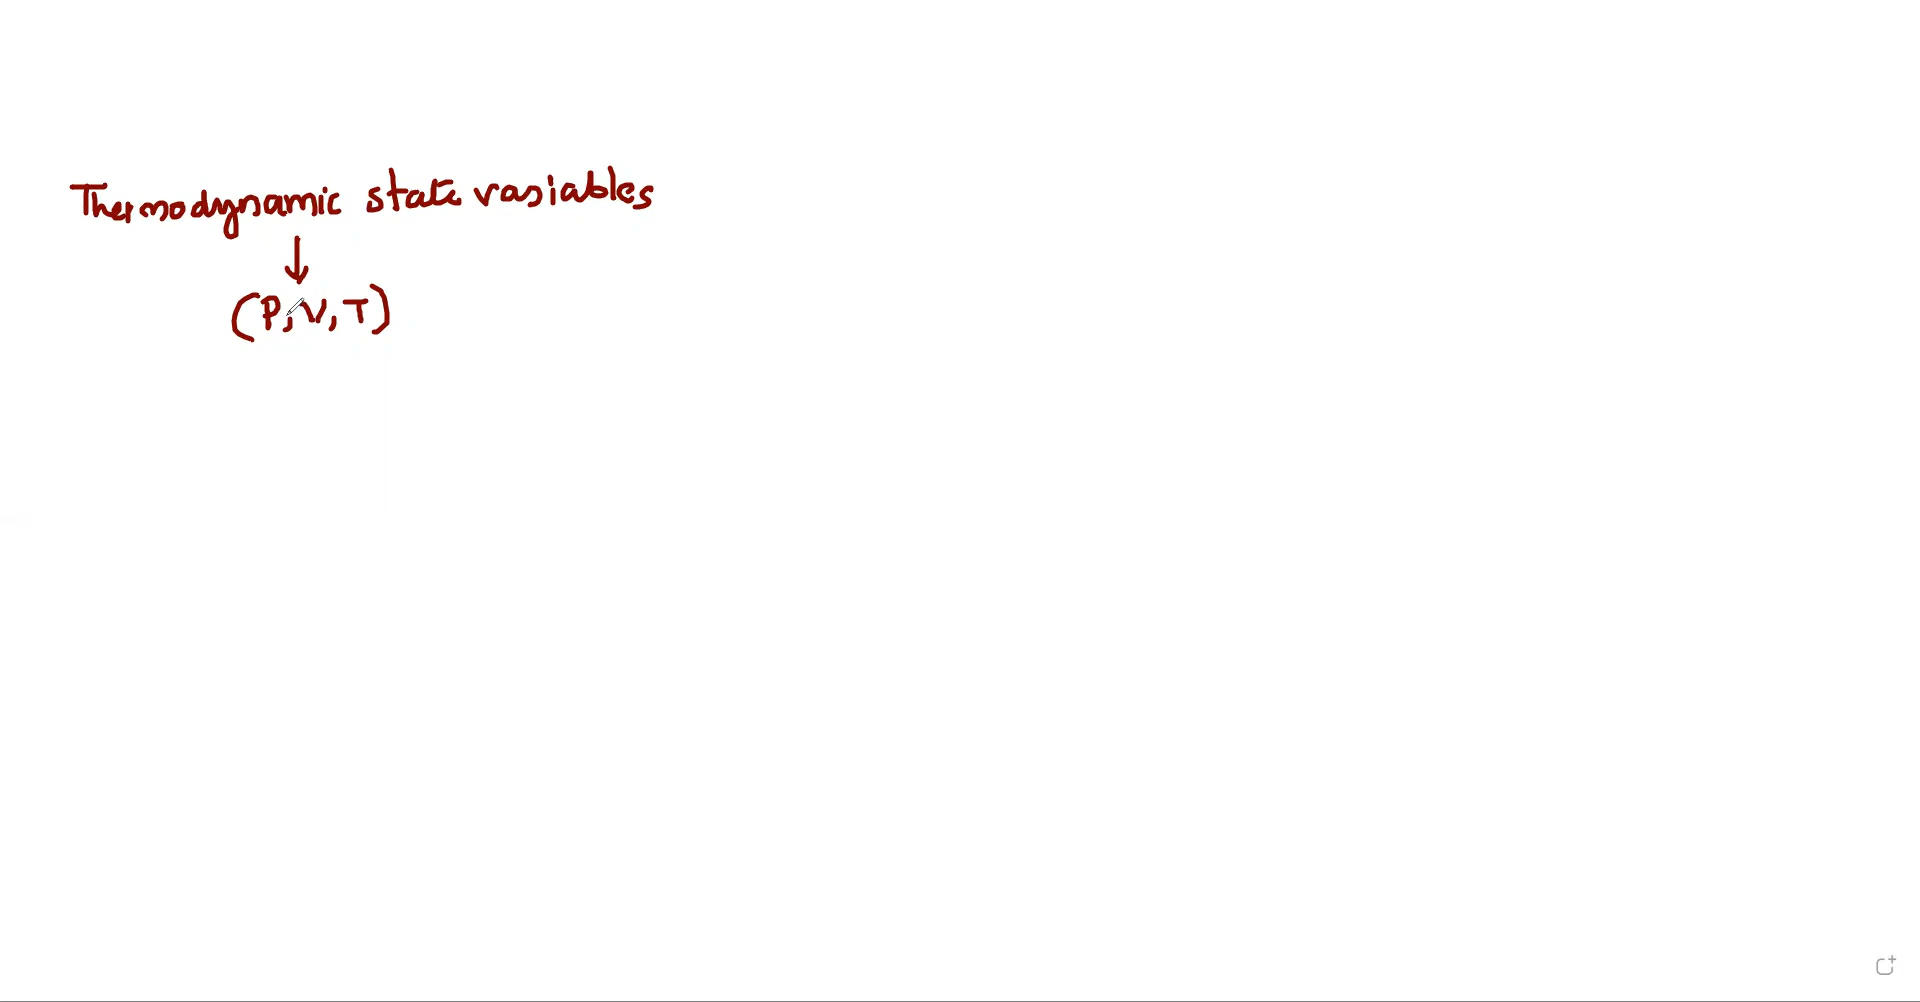 Thermodynamic state variables
↓
(P, V, T)